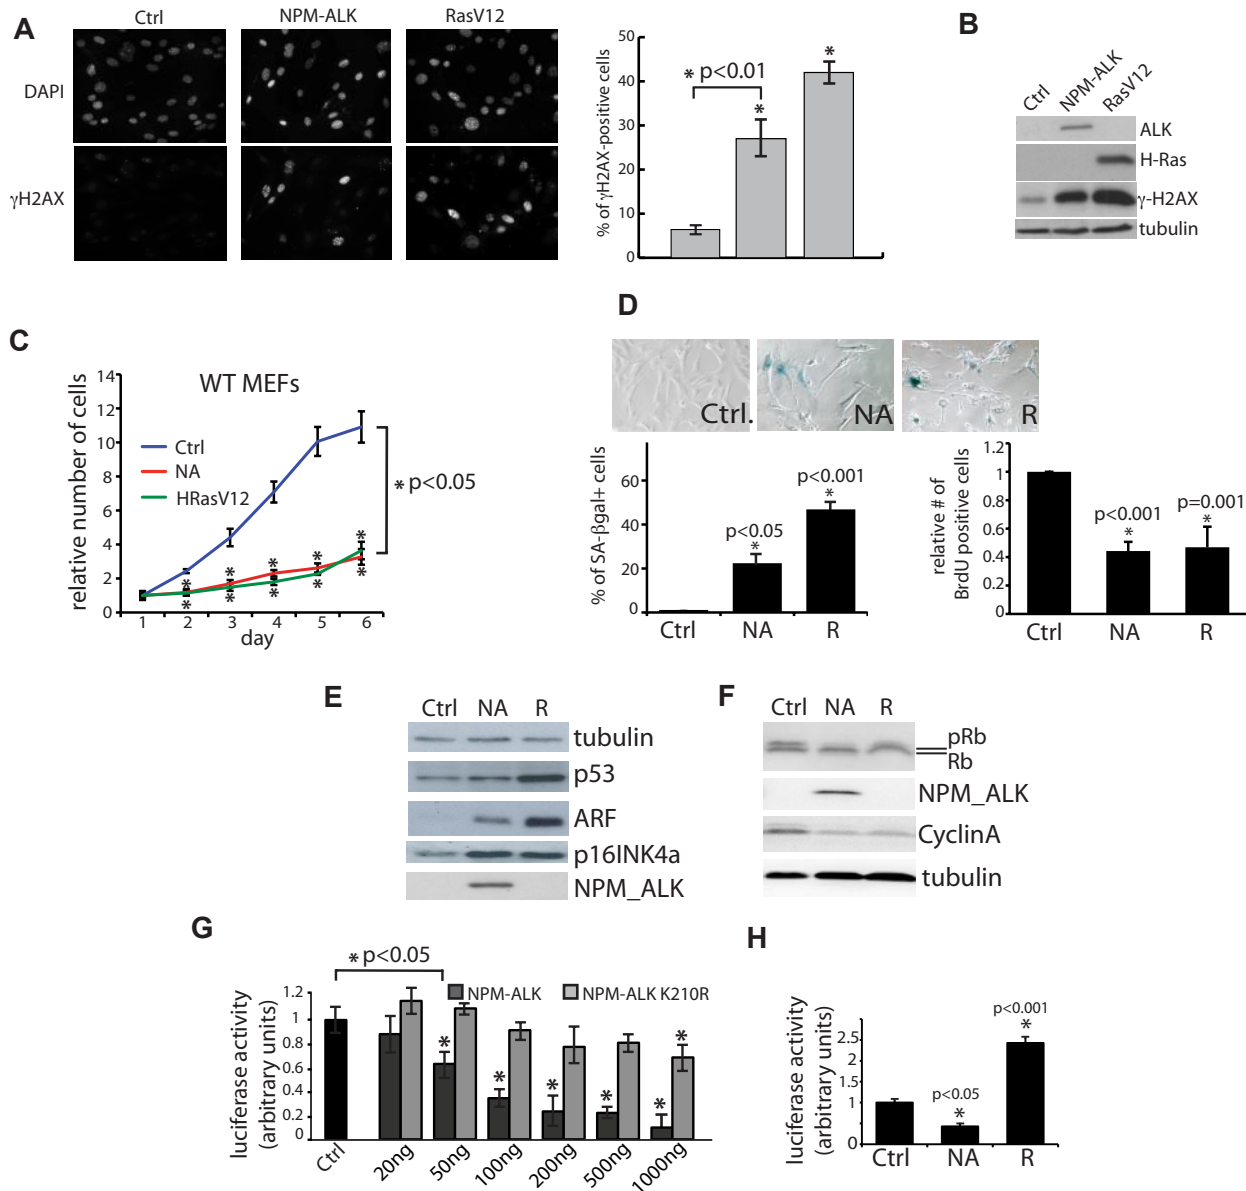 A
Ctrl
NPM-ALK
RasV12
DAPI
γH2AX
% of γH2AX-positive cells
50
40
30
20
10
0
* p<0.01
*
*
B
Ctrl
NPM-ALK
RasV12
ALK
H-Ras
γ-H2AX
tubulin
C
WT MEFs
relative number of cells
14
12
10
8
6
4
2
0
Ctrl
NA
HRasV12
* p<0.05
* * * * *
* * * * *
1 2 3 4 5 6
day
D
Ctrl.
NA
R
% of SA-βgal+ cells
60
40
20
0
p<0.05
*
p<0.001
*
Ctrl NA R
relative # of
BrdU positive cells
1.2
1
0.8
0.6
0.4
0.2
0
p<0.001
*
p=0.001
*
Ctrl NA R
E
Ctrl NA R
tubulin
p53
ARF
p16INK4a
NPM_ALK
F
Ctrl NA R
pRb
Rb
NPM_ALK
CyclinA
tubulin
G
* p<0.05
NPM-ALK
NPM-ALK K210R
luciferase activity
(arbitrary units)
1.2
1
0.8
0.6
0.4
0.2
0
* * * * * *
Ctrl
20ng
50ng
100ng
200ng
500ng
1000ng
H
luciferase activity
(arbitrary units)
2.5
2
1
1
0
p<0.05
*
p<0.001
*
Ctrl NA R